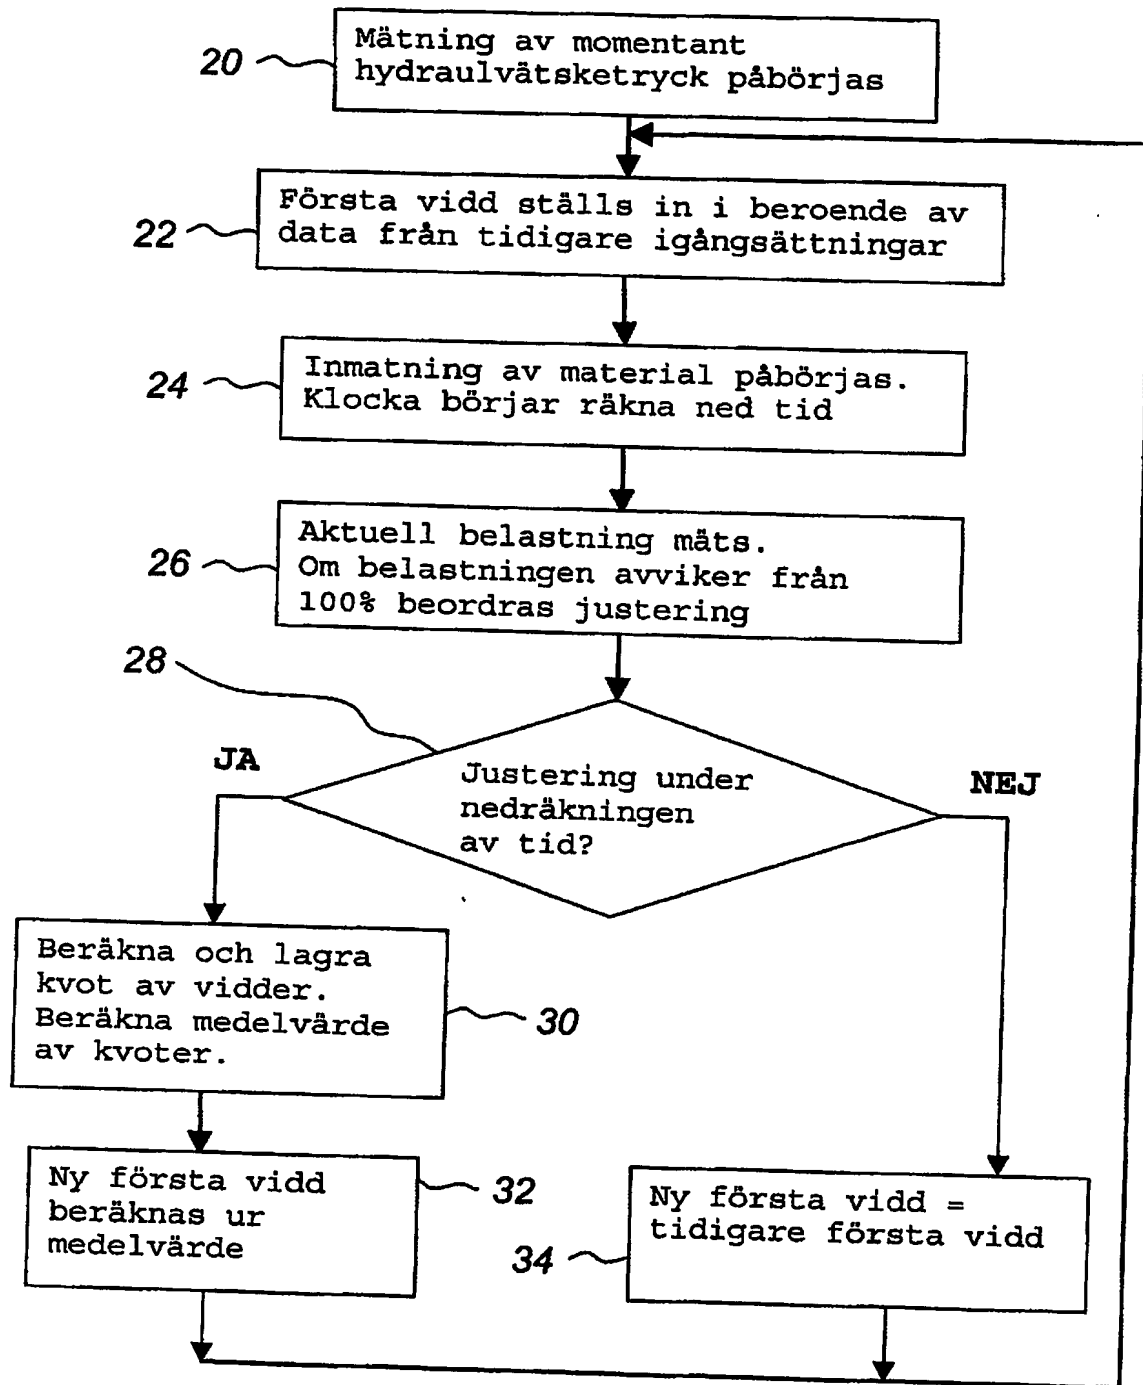 20
Mätning av momentant
hydraulvätsketryck påbörjas
22
Första vidd ställs in i beroende av
data från tidigare igångsättningar
24
Inmatning av material påbörjas.
Klocka börjar räkna ned tid
26
Aktuell belastning mäts.
Om belastningen avviker från
100% beordras justering
28
JA
Justering under
nedräkningen
av tid?
NEJ
Beräkna och lagra
kvot av vidder.
Beräkna medelvärde
av kvoter.
30
Ny första vidd
beräknas ur
medelvärde
32
Ny första vidd =
tidigare första vidd
34